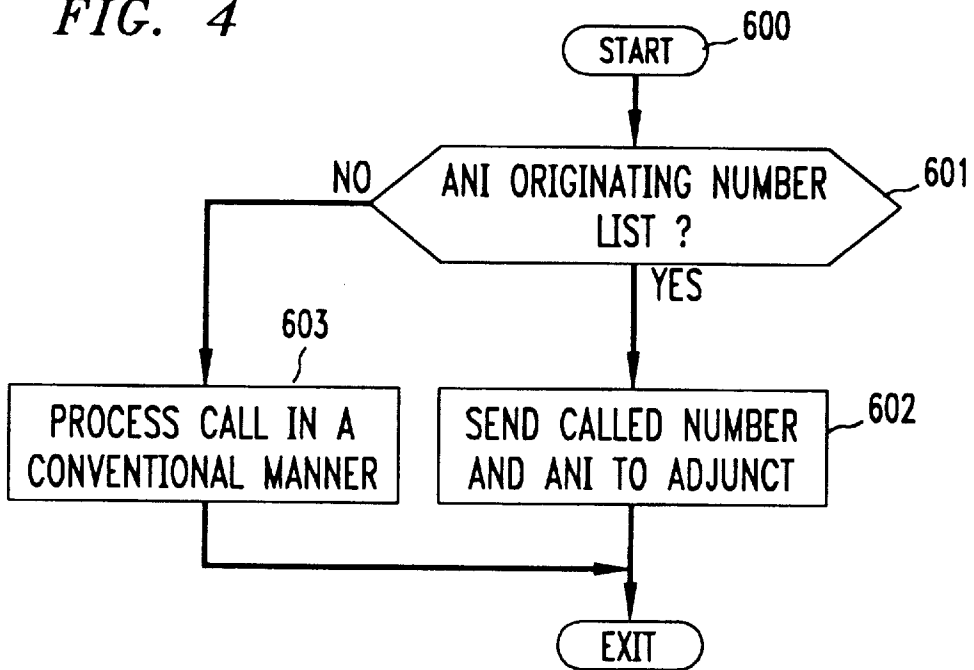 FIG. 4
START
600
ANI ORIGINATING NUMBER
LIST ?
601
NO
YES
603
PROCESS CALL IN A
CONVENTIONAL MANNER
SEND CALLED NUMBER
AND ANI TO ADJUNCT
602
EXIT